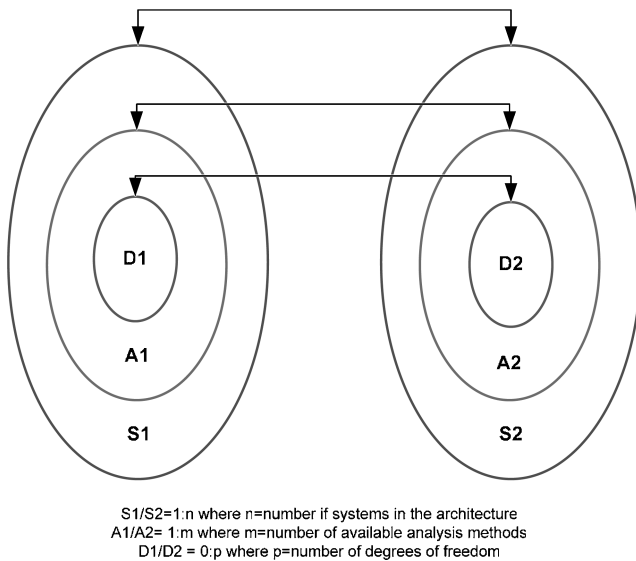 D1
D2
A1
A2
S1
S2
S1/S2=1:n where n=number if systems in the architecture
A1/A2= 1:m where m=number of available analysis methods
D1/D2 = 0:p where p=number of degrees of freedom